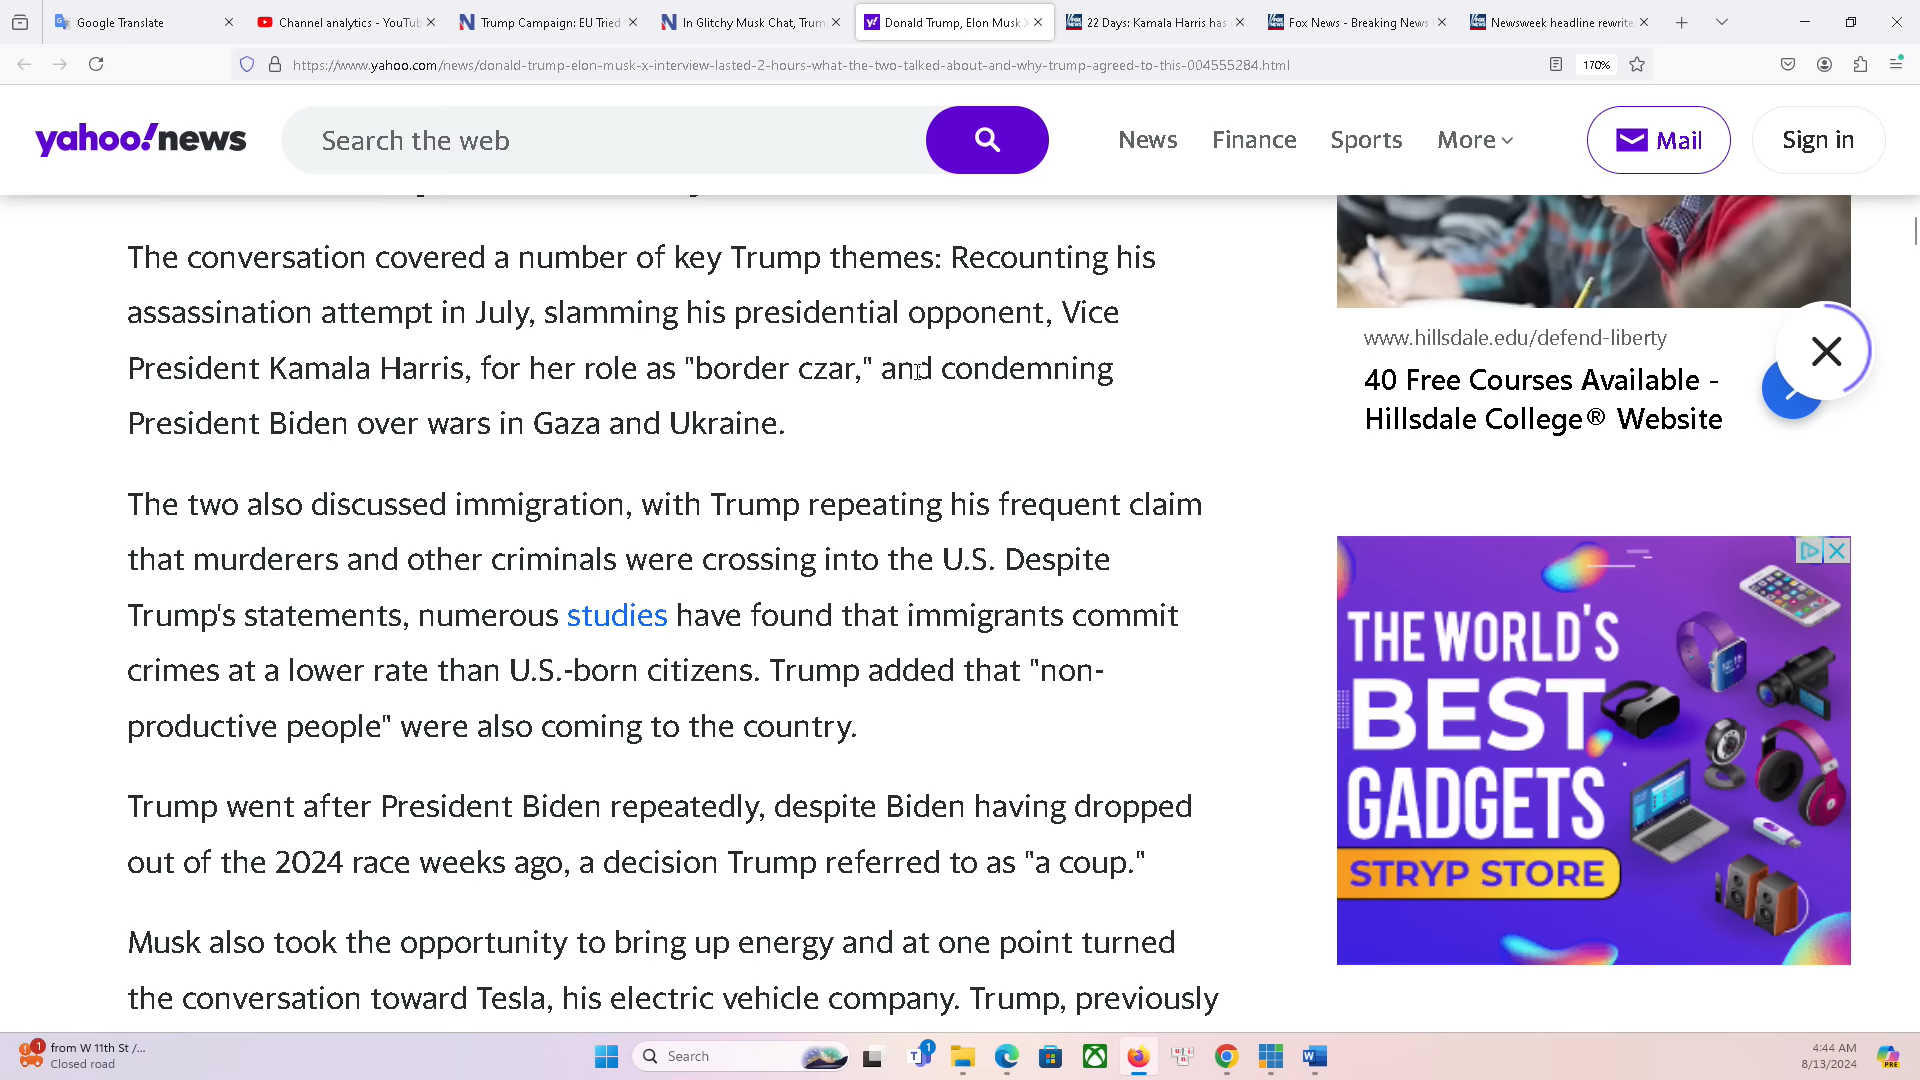 Google Translate
Channel analytics - YouTub
Trump Campaign: EU Tried
In Glitchy Musk Chat, Trum
Donald Trump, Elon Musk X
22 Days: Kamala Harris has
Fox News - Breaking News
Newsweek headline rewrite
https://www.yahoo.com/news/donald-trump-elon-musk-x-interview-lasted-2-hours-what-the-two-talked-about-and-why-trump-agreed-to-this-004555284.html
170%
yahoo!news
Search the web
News
Finance
Sports
More
Mail
Sign in
The conversation covered a number of key Trump themes: Recounting his
assassination attempt in July, slamming his presidential opponent, Vice
President Kamala Harris, for her role as "border czar," and condemning
President Biden over wars in Gaza and Ukraine.
The two also discussed immigration, with Trump repeating his frequent claim
that murderers and other criminals were crossing into the U.S. Despite
Trump's statements, numerous studies have found that immigrants commit
crimes at a lower rate than U.S.-born citizens. Trump added that "non-
productive people" were also coming to the country.
Trump went after President Biden repeatedly, despite Biden having dropped
out of the 2024 race weeks ago, a decision Trump referred to as "a coup."
Musk also took the opportunity to bring up energy and at one point turned
the conversation toward Tesla, his electric vehicle company. Trump, previously
www.hillsdale.edu/defend-liberty
40 Free Courses Available -
Hillsdale College® Website
THE WORLD'S
BEST
GADGETS
STRYP STORE
1
from W 11th St /...
Closed road
Search
1
4:44 AM
8/13/2024
PRE